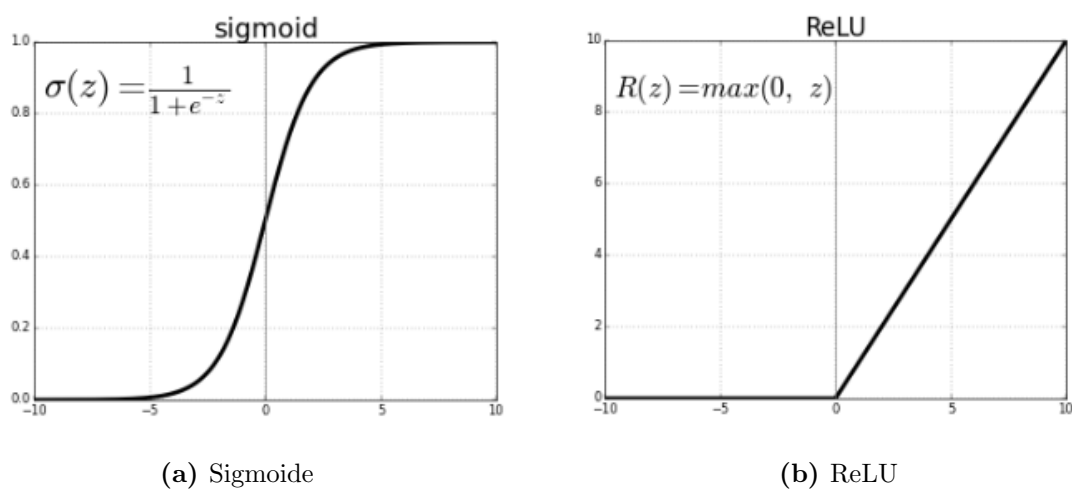 sigmoid
σ(z) = 1 / (1 + e^{-z})
1.0
0.8
0.6
0.4
0.2
0.0
−10 −5 0 5 10
(a) Sigmoide
ReLU
R(z) = max(0, z)
10
8
6
4
2
0
−10 −5 0 5 10
(b) ReLU